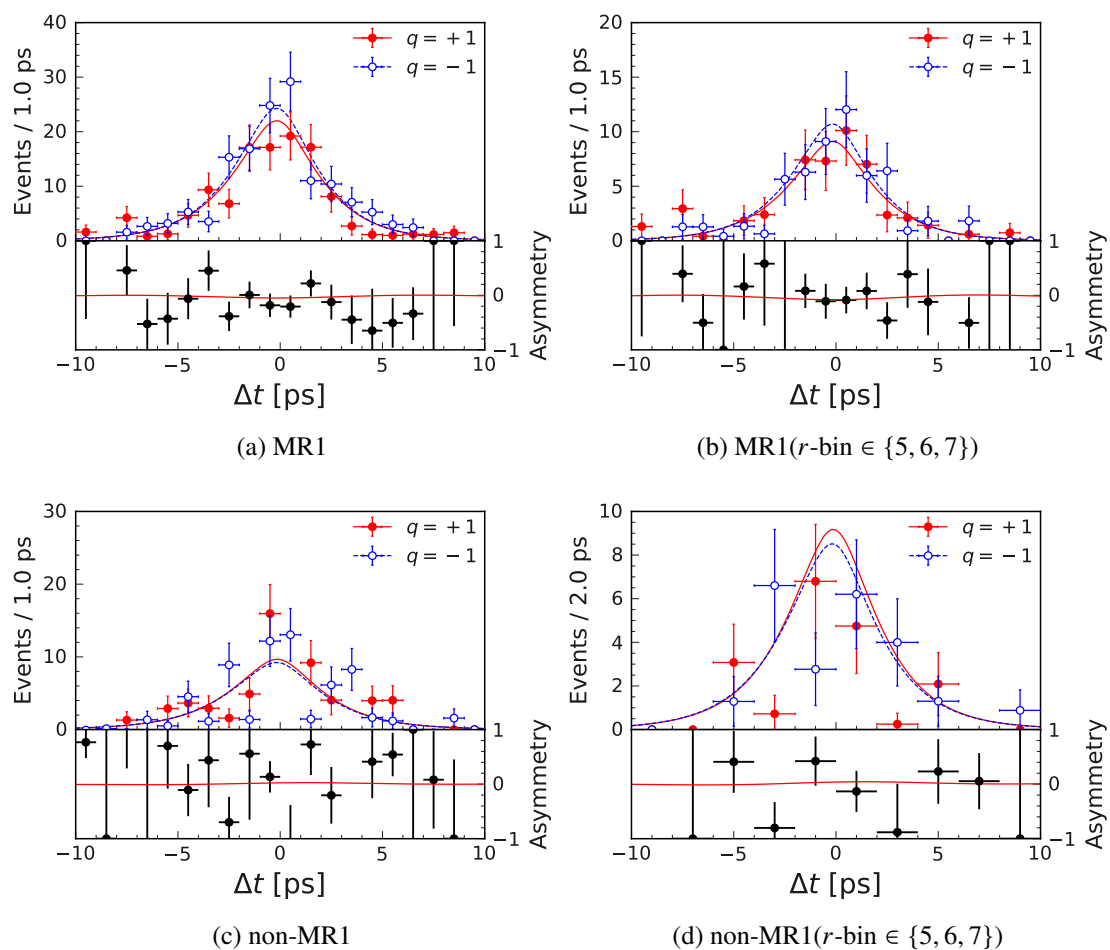 40
30
20
10
0
Events / 1.0 ps
q = +1
q = −1
1
0
−1
Asymmetry
−10 −5 0 5 10
Δt [ps]
(a) MR1
20
15
10
5
0
Events / 1.0 ps
q = +1
q = −1
1
0
−1
Asymmetry
−10 −5 0 5 10
Δt [ps]
(b) MR1(r-bin ∈ {5, 6, 7})
30
20
10
0
Events / 1.0 ps
q = +1
q = −1
1
0
−1
Asymmetry
−10 −5 0 5 10
Δt [ps]
(c) non-MR1
10
8
6
4
2
0
Events / 2.0 ps
q = +1
q = −1
1
0
−1
Asymmetry
−10 −5 0 5 10
Δt [ps]
(d) non-MR1(r-bin ∈ {5, 6, 7})